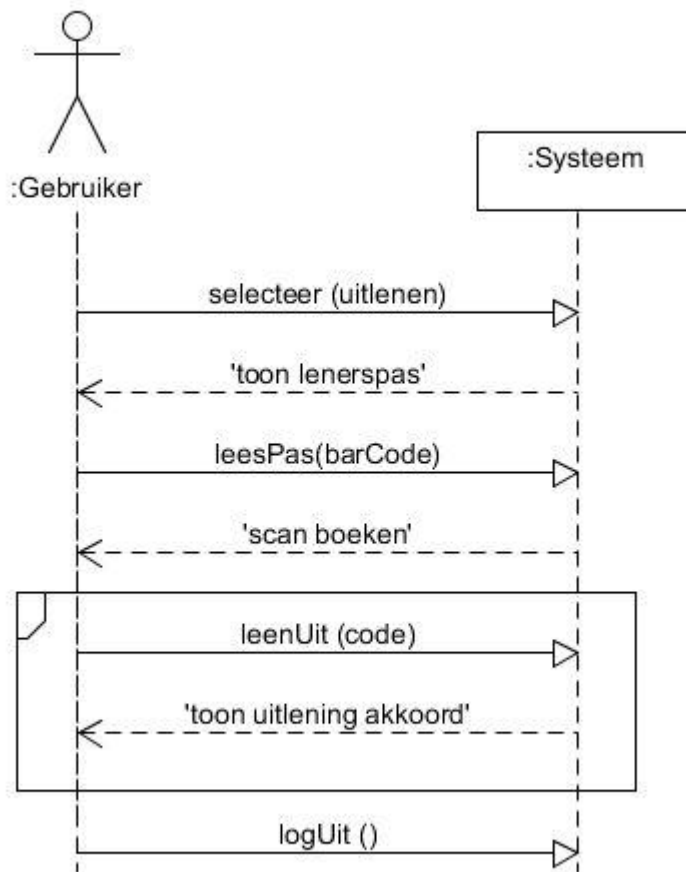 :Gebruiker
:Systeem
selecteer (uitlenen)
'toon lenerspas'
leesPas(barCode)
'scan boeken'
leenUit (code)
'toon uitlening akkoord'
logUit ()